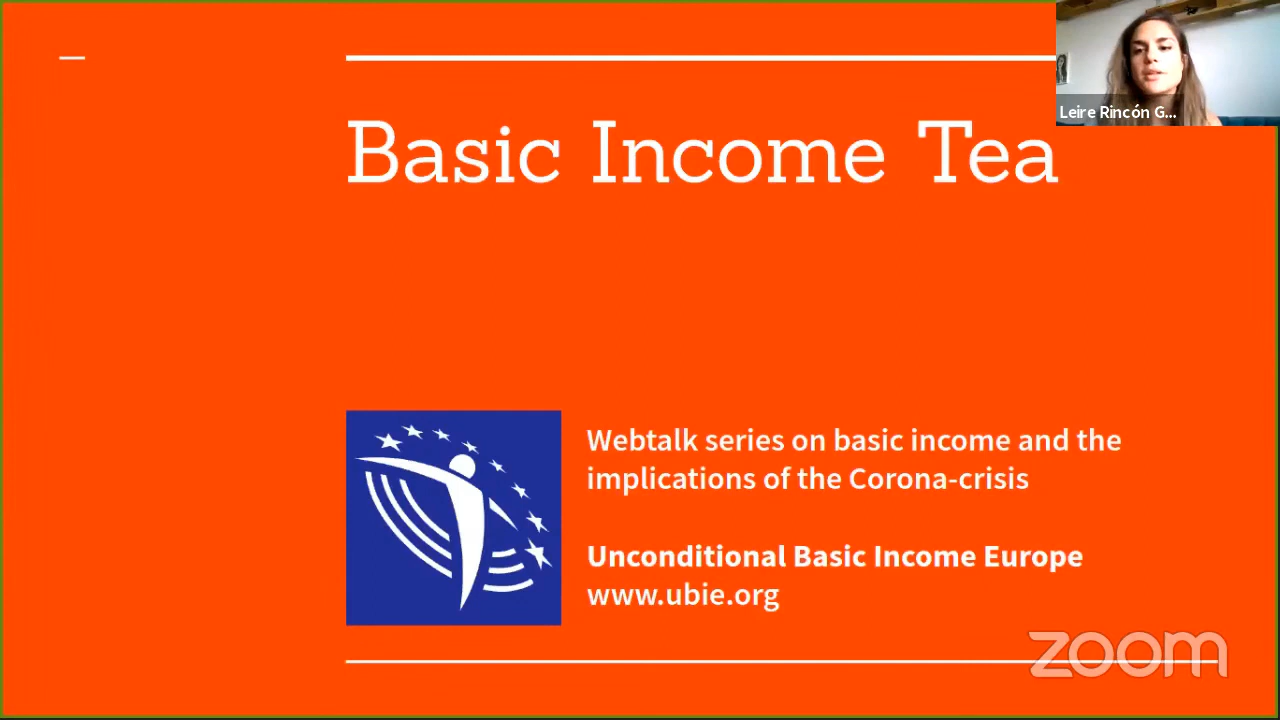 Leire Rincón G...
Basic Income Tea
Webtalk series on basic income and the
implications of the Corona-crisis
Unconditional Basic Income Europe
www.ubie.org
zoom